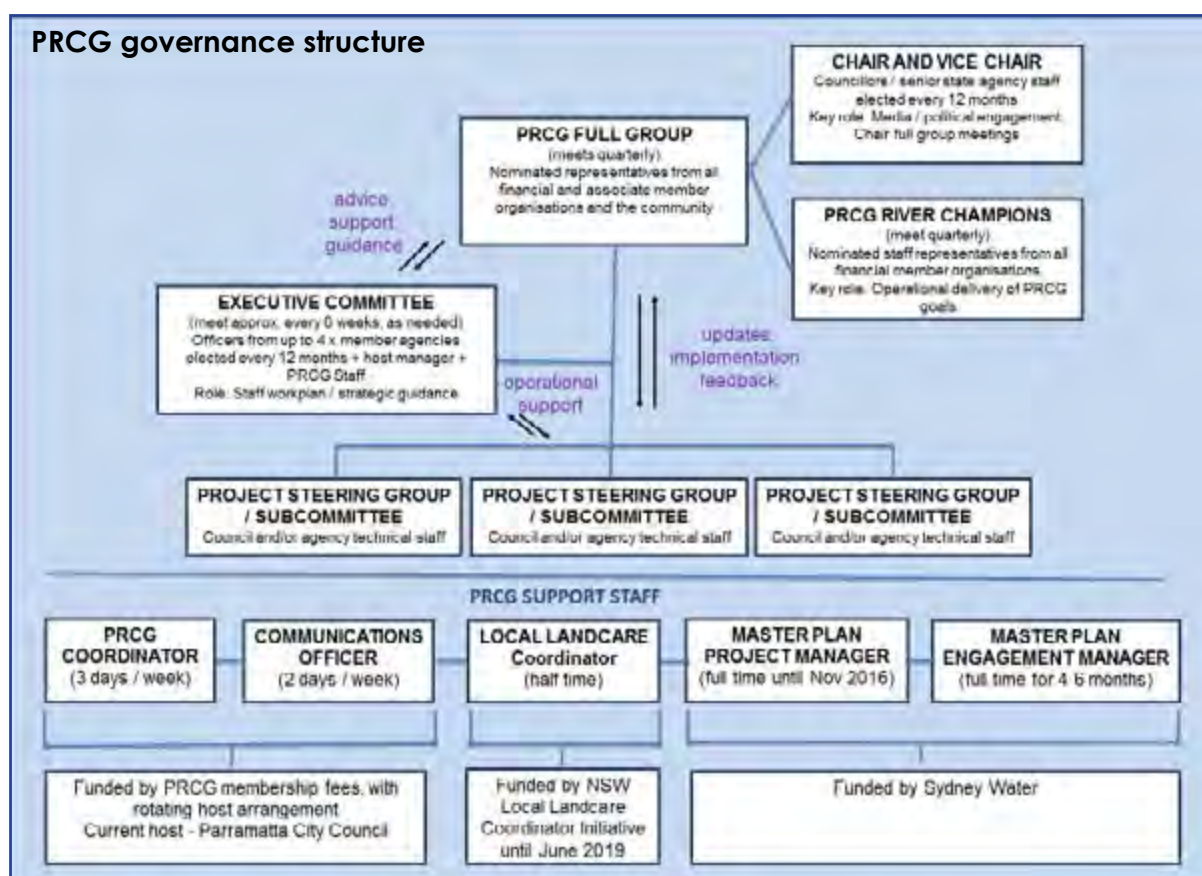 PRCG governance structure
CHAIR AND VICE CHAIR
Councillors / senior state agency staff
elected every 12 months
Key role: Media / political engagement.
Chair full group meetings
PRCG FULL GROUP
(meets quarterly)
Nominated representatives from all
financial and associate member
organisations and the community
PRCG RIVER CHAMPIONS
(meet quarterly)
Nominated staff representatives from all
financial member organisations.
Key role: Operational delivery of PRCG
goals
advice
support
guidance
EXECUTIVE COMMITTEE
(meet approx. every weeks, as needed)
Officers from up to 4 x member agencies
elected every 12 months + host manager +
PRCG Staff
Role: Staff workplan / strategic guidance
updates
implementation
feedback
operational
support
PROJECT STEERING GROUP
/ SUBCOMMITTEE
Council and/or agency technical staff
PROJECT STEERING GROUP
/ SUBCOMMITTEE
Council and/or agency technical staff
PROJECT STEERING GROUP
/ SUBCOMMITTEE
Council and/or agency technical staff
PRCG SUPPORT STAFF
PRCG
COORDINATOR
(3 days / week)
COMMUNICATIONS
OFFICER
(2 days / week)
LOCAL LANDCARE
Coordinator
(half time)
MASTER PLAN
PROJECT MANAGER
(full time until Nov 2016)
MASTER PLAN
ENGAGEMENT MANAGER
(full time for 4 6 months)
Funded by PRCG membership fees, with
rotating host arrangement
Current host - Parramatta City Council
Funded by NSW
Local Landcare
Coordinator Initiative
until June 2019
Funded by Sydney Water